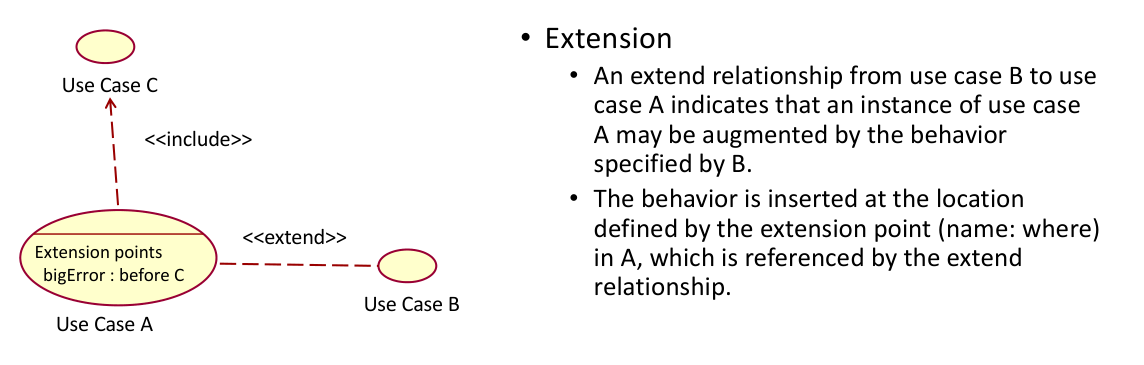 Use Case C
<<include>>
Extension points
bigError : before C
Use Case A
<<extend>>
Use Case B
• Extension
• An extend relationship from use case B to use
case A indicates that an instance of use case
A may be augmented by the behavior
specified by B.
• The behavior is inserted at the location
defined by the extension point (name: where)
in A, which is referenced by the extend
relationship.